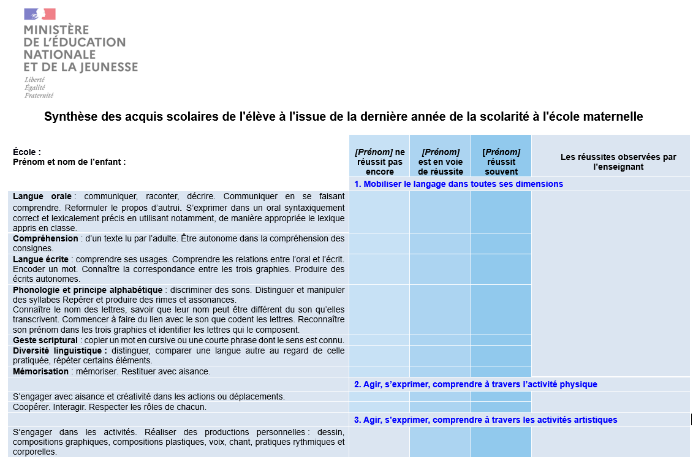 MINISTÈRE
DE L'ÉDUCATION
NATIONALE
ET DE LA JEUNESSE
Liberté
Égalité
Fraternité
Synthèse des acquis scolaires de l'élève à l'issue de la dernière année de la scolarité à l'école maternelle
École :
Prénom et nom de l'enfant :
[Prénom] ne
réussit pas
encore
[Prénom]
est en voie
de réussite
[Prénom]
réussit
souvent
Les réussites observées par
l'enseignant
1. Mobiliser le langage dans toutes ses dimensions
Langue orale : communiquer, raconter, décrire. Communiquer en se faisant
comprendre. Reformuler le propos d'autrui. S'exprimer dans un oral syntaxiquement
correct et lexicalement précis en utilisant notamment, de manière appropriée le lexique
appris en classe.
Compréhension : d'un texte lu par l'adulte. Être autonome dans la compréhension des
consignes.
Langue écrite : comprendre ses usages. Comprendre les relations entre l'oral et l'écrit.
Encoder un mot. Connaître la correspondance entre les trois graphies. Produire des
écrits autonomes.
Phonologie et principe alphabétique : discriminer des sons. Distinguer et manipuler
des syllabes Repérer et produire des rimes et assonances.
Connaître le nom des lettres, savoir que leur nom peut être différent du son qu'elles
transcrivent. Commencer à faire du lien avec le son que codent les lettres. Reconnaître
son prénom dans les trois graphies et identifier les lettres qui le composent.
Geste scriptural : copier un mot en cursive ou une courte phrase dont le sens est connu.
Diversité linguistique : distinguer, comparer une langue autre au regard de celle
pratiquée, répéter certains éléments.
Mémorisation : mémoriser. Restituer avec aisance.
2. Agir, s'exprimer, comprendre à travers l'activité physique
S'engager avec aisance et créativité dans les actions ou déplacements.
Coopérer. Interagir. Respecter les rôles de chacun.
3. Agir, s'exprimer, comprendre à travers les activités artistiques
S'engager dans les activités. Réaliser des productions personnelles : dessin,
compositions graphiques, compositions plastiques, voix, chant, pratiques rythmiques et
corporelles.